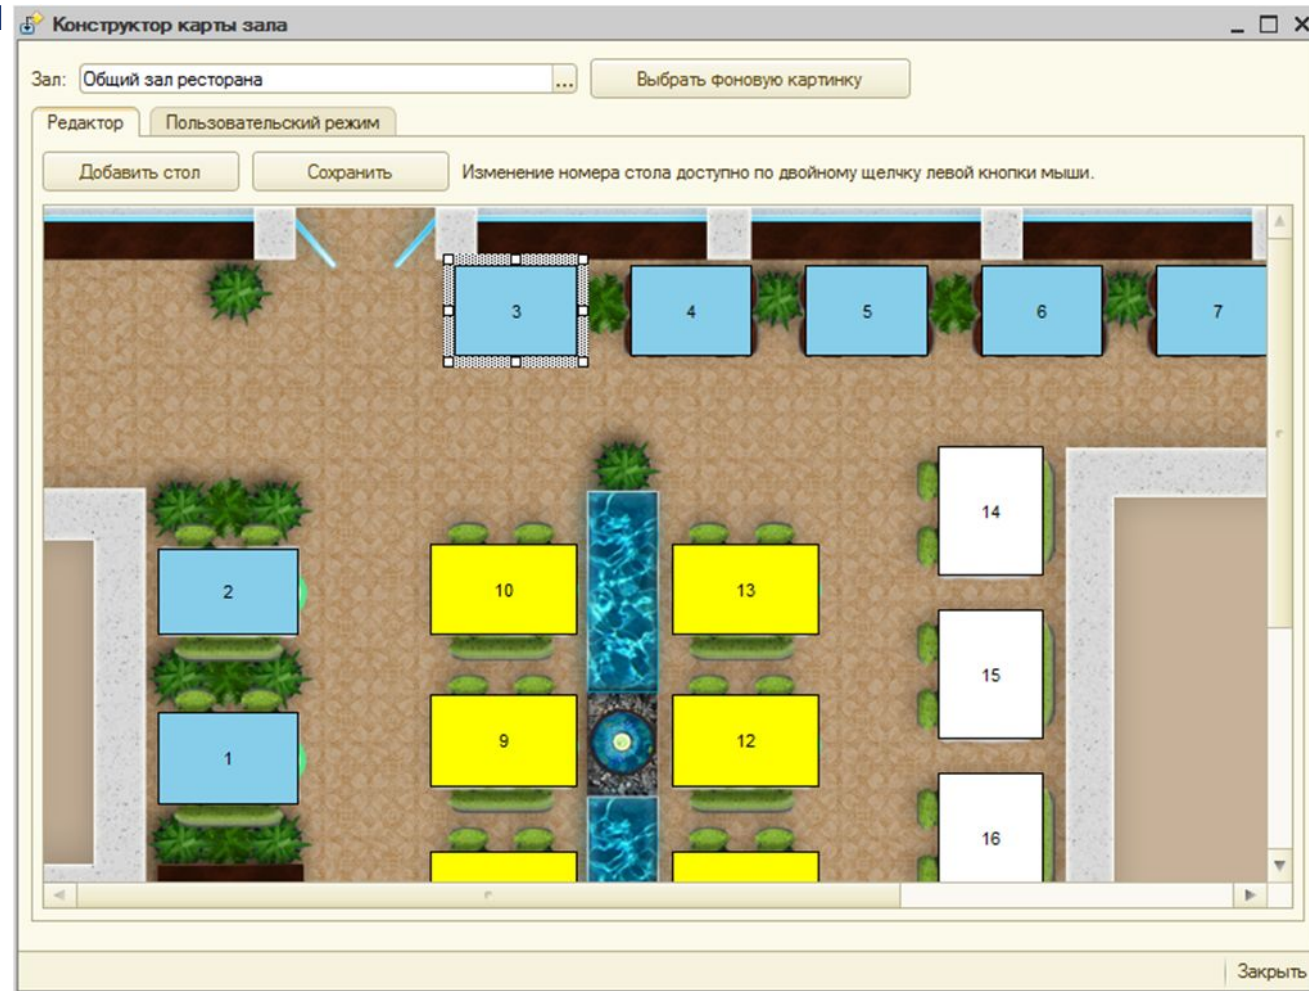 Конструктор карты зала
Зал: Общий зал ресторана ... Выбрать фоновую картинку
Редактор Пользовательский режим
Добавить стол Сохранить Изменение номера стола доступно по двойному щелчку левой кнопки мыши.
3 4 5 6 7
14
2 10 13
15
1 9 12
16
Закрыть